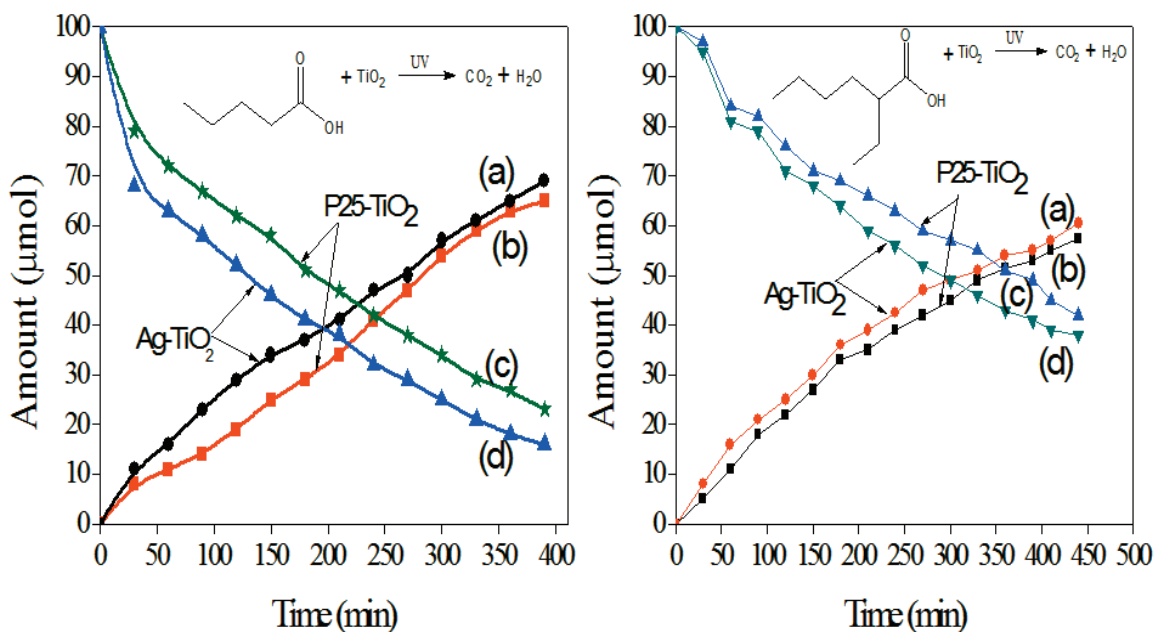 100
90
80
70
60
50
40
30
20
10
0
Amount (µmol)
0 50 100 150 200 250 300 350 400
Time (min)
O
OH
+ TiO2 UV CO2 + H2O
P25-TiO2
Ag-TiO2
(a)
(b)
(c)
(d)
100
90
80
70
60
50
40
30
20
10
0
Amount (µmol)
0 50 100 150 200 250 300 350 400 450 500
Time (min)
O
OH
+ TiO2 UV CO2 + H2O
P25-TiO2
Ag-TiO2
(a)
(b)
(c)
(d)